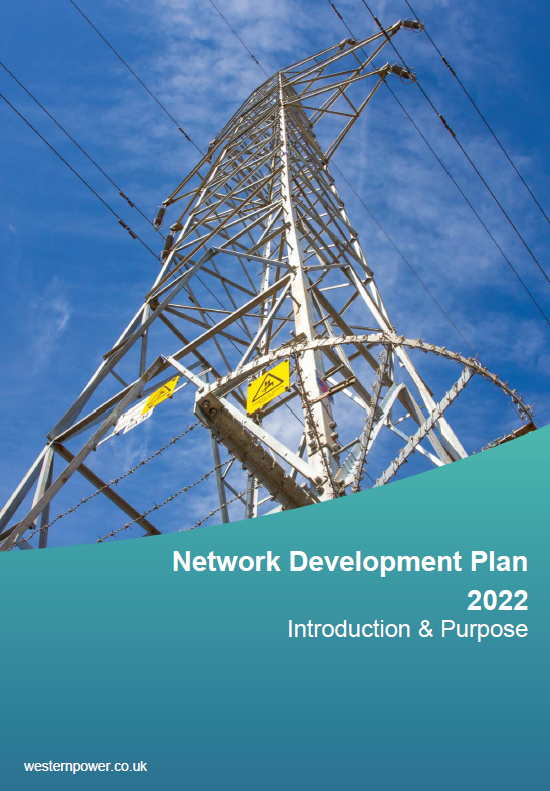 Network Development Plan
2022
Introduction & Purpose
westernpower.co.uk